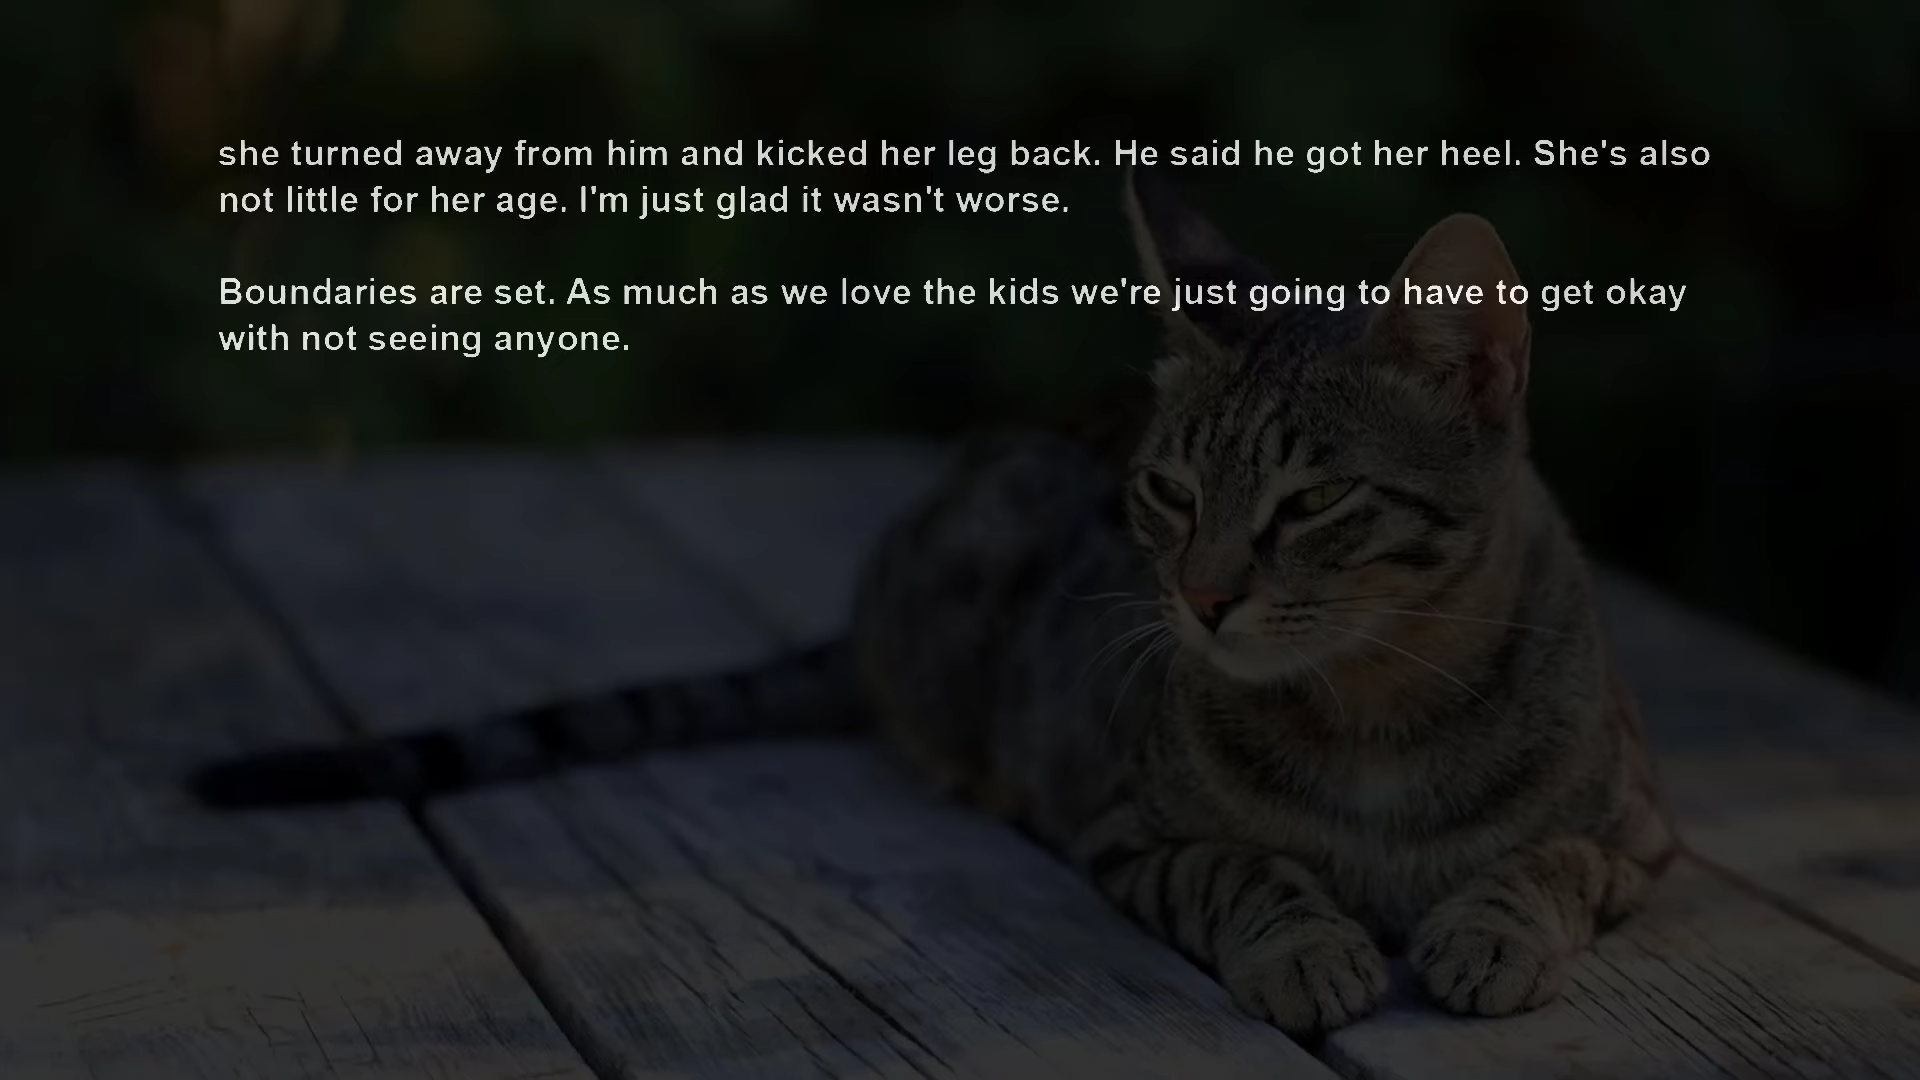 she turned away from him and kicked her leg back. He said he got her heel. She's also
not little for her age. I'm just glad it wasn't worse.
Boundaries are set. As much as we love the kids we're just going to have to get okay
with not seeing anyone.